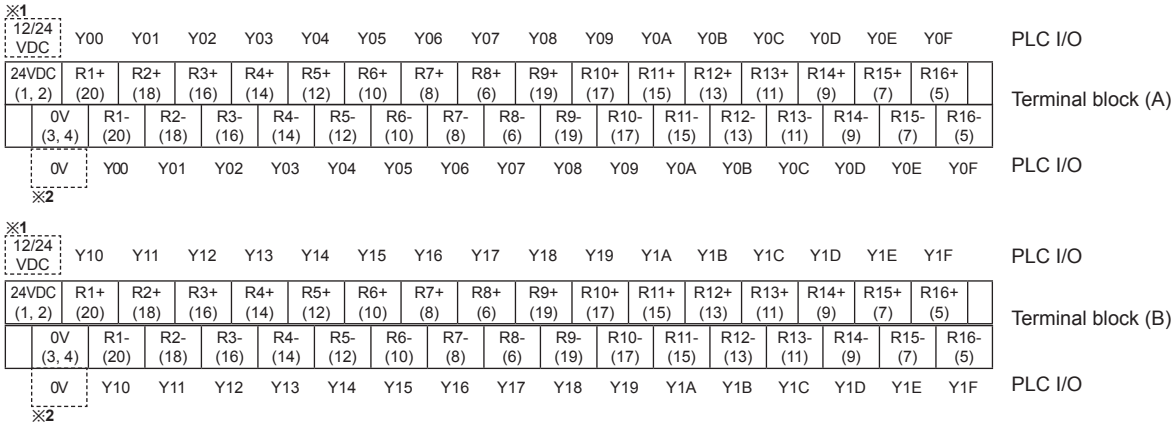 ※1
12/24 VDC Y00 Y01 Y02 Y03 Y04 Y05 Y06 Y07 Y08 Y09 Y0A Y0B Y0C Y0D Y0E Y0F PLC I/O
24VDC R1+ R2+ R3+ R4+ R5+ R6+ R7+ R8+ R9+ R10+ R11+ R12+ R13+ R14+ R15+ R16+
(1, 2) (20) (18) (16) (14) (12) (10) (8) (6) (19) (17) (15) (13) (11) (9) (7) (5)
Terminal block (A)
0V R1- R2- R3- R4- R5- R6- R7- R8- R9- R10- R11- R12- R13- R14- R15- R16-
(3, 4) (20) (18) (16) (14) (12) (10) (8) (6) (19) (17) (15) (13) (11) (9) (7) (5)
0V Y00 Y01 Y02 Y03 Y04 Y05 Y06 Y07 Y08 Y09 Y0A Y0B Y0C Y0D Y0E Y0F PLC I/O
※2
※1
12/24 VDC Y10 Y11 Y12 Y13 Y14 Y15 Y16 Y17 Y18 Y19 Y1A Y1B Y1C Y1D Y1E Y1F PLC I/O
24VDC R1+ R2+ R3+ R4+ R5+ R6+ R7+ R8+ R9+ R10+ R11+ R12+ R13+ R14+ R15+ R16+
(1, 2) (20) (18) (16) (14) (12) (10) (8) (6) (19) (17) (15) (13) (11) (9) (7) (5)
Terminal block (B)
0V R1- R2- R3- R4- R5- R6- R7- R8- R9- R10- R11- R12- R13- R14- R15- R16-
(3, 4) (20) (18) (16) (14) (12) (10) (8) (6) (19) (17) (15) (13) (11) (9) (7) (5)
0V Y10 Y11 Y12 Y13 Y14 Y15 Y16 Y17 Y18 Y19 Y1A Y1B Y1C Y1D Y1E Y1F PLC I/O
※2